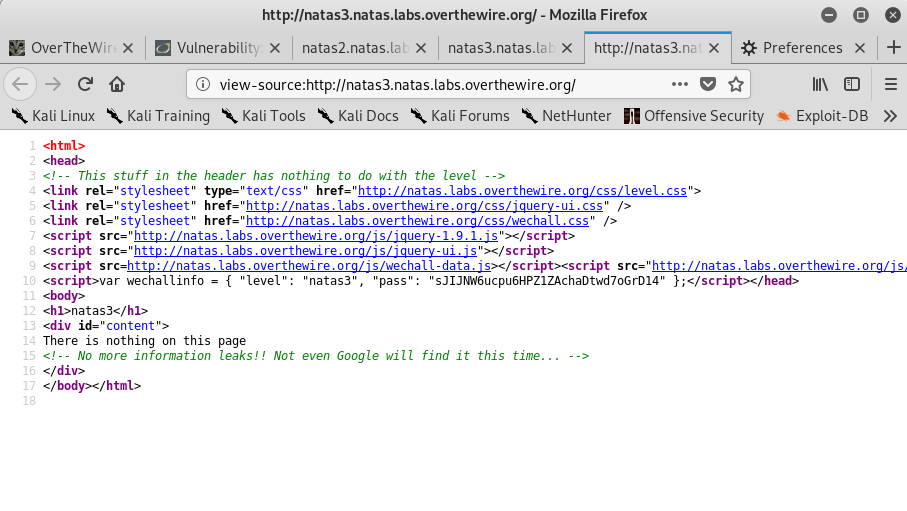 http://natas3.natas.labs.overthewire.org/ - Mozilla Firefox
OverTheWire
Vulnerability:
natas2.natas.lab
natas3.natas.lab
http://natas3.nat
Preferences
view-source:http://natas3.natas.labs.overthewire.org/
Kali Linux Kali Training Kali Tools Kali Docs Kali Forums NetHunter Offensive Security Exploit-DB
1 <html>
2 <head>
3 <!-- This stuff in the header has nothing to do with the level -->
4 <link rel="stylesheet" type="text/css" href="http://natas.labs.overthewire.org/css/level.css">
5 <link rel="stylesheet" href="http://natas.labs.overthewire.org/css/jquery-ui.css" />
6 <link rel="stylesheet" href="http://natas.labs.overthewire.org/css/wechall.css" />
7 <script src="http://natas.labs.overthewire.org/js/jquery-1.9.1.js"></script>
8 <script src="http://natas.labs.overthewire.org/js/jquery-ui.js"></script>
9 <script src=http://natas.labs.overthewire.org/js/wechall-data.js></script><script src="http://natas.labs.overthewire.org/js/
10 <script>var wechallinfo = { "level": "natas3", "pass": "sJIJNW6ucpu6HPZ1ZAchaDtwd7oGrD14" };</script></head>
11 <body>
12 <h1>natas3</h1>
13 <div id="content">
14 There is nothing on this page
15 <!-- No more information leaks!! Not even Google will find it this time... -->
16 </div>
17 </body></html>
18